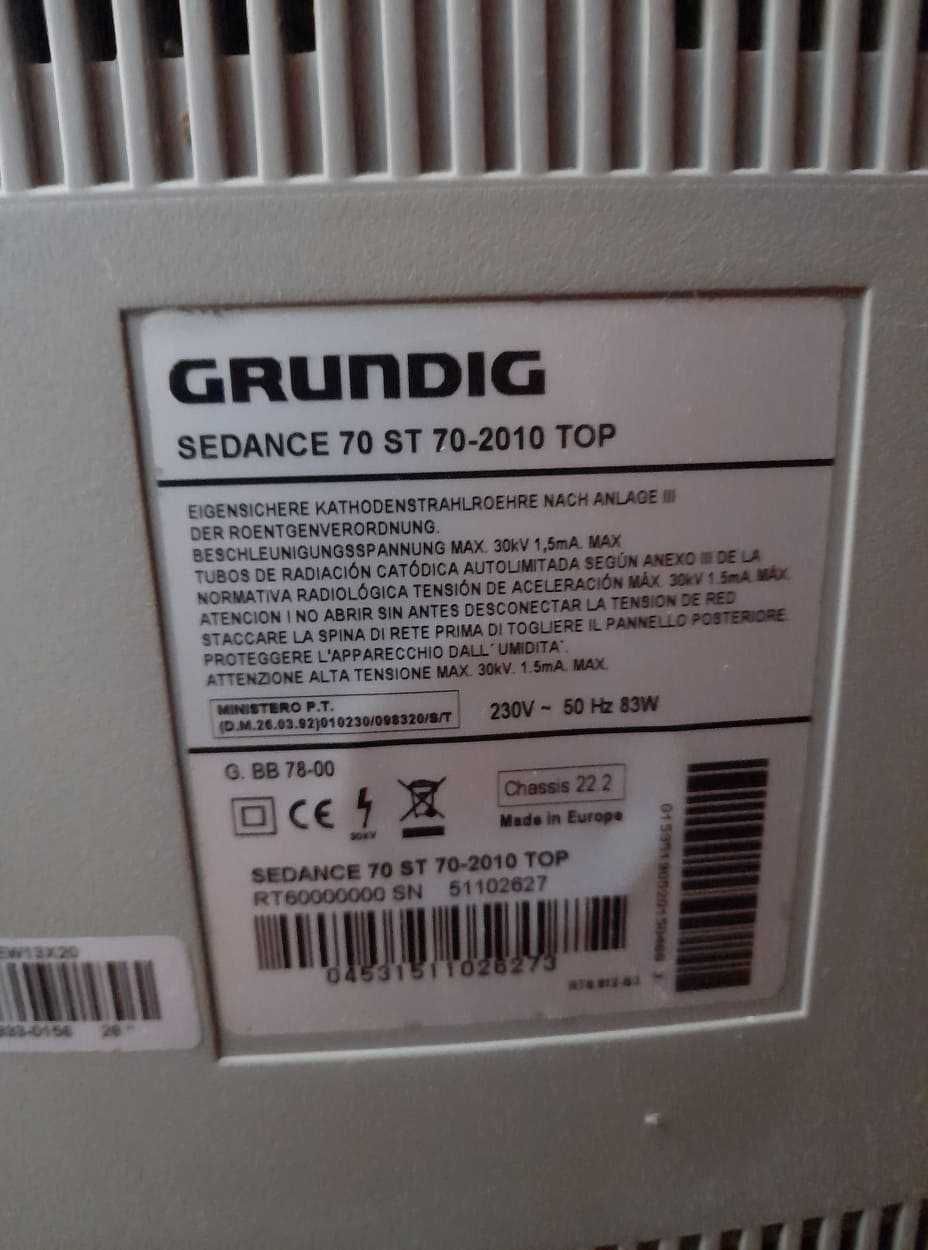 GRUNDIG
SEDANCE 70 ST 70-2010 TOP
EIGENSICHERE KATHODENSTRAHLROEHRE NACH ANLAGE III
DER ROENTGENVERORDNUNG.
BESCHLEUNIGUNGSSPANNUNG MAX. 30kV 1,5mA. MAX
TUBOS DE RADIACIÓN CATÓDICA AUTOLIMITADA SEGÚN ANEXO III DE LA
NORMATIVA RADIOLÓGICA TENSIÓN DE ACELERACIÓN MÁX. 30kV 1.5mA. MÁX.
ATENCION ! NO ABRIR SIN ANTES DESCONECTAR LA TENSION DE RED
STACCARE LA SPINA DI RETE PRIMA DI TOGLIERE IL PANNELLO POSTERIORE.
PROTEGGERE L'APPARECCHIO DALL´UMIDITA´.
ATTENZIONE ALTA TENSIONE MAX. 30kV. 1.5mA. MAX.
MINISTERO P.T.
(D.M.26.03.92)010230/098320/S/T
230V ~ 50 Hz 83W
G. BB 78-00
CE
30KV
Chassis 22.2
Made in Europe
SEDANCE 70 ST 70-2010 TOP
RT60000000 SN 51102627
04531511026273
28"